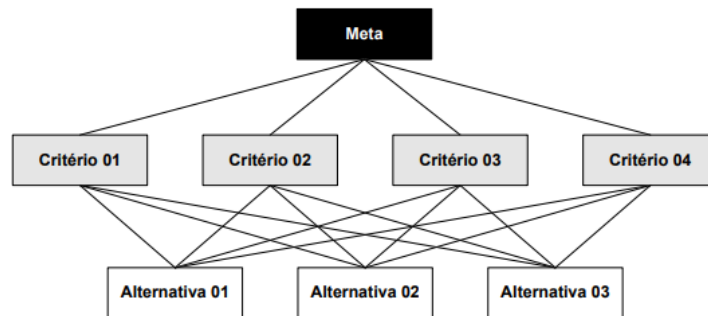 Meta
Critério 01
Critério 02
Critério 03
Critério 04
Alternativa 01
Alternativa 02
Alternativa 03